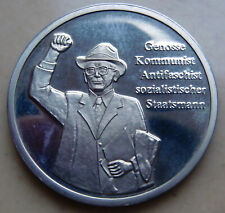 Genosse
Kommunist
Antifaschist
sozialistischer
Staatsmann